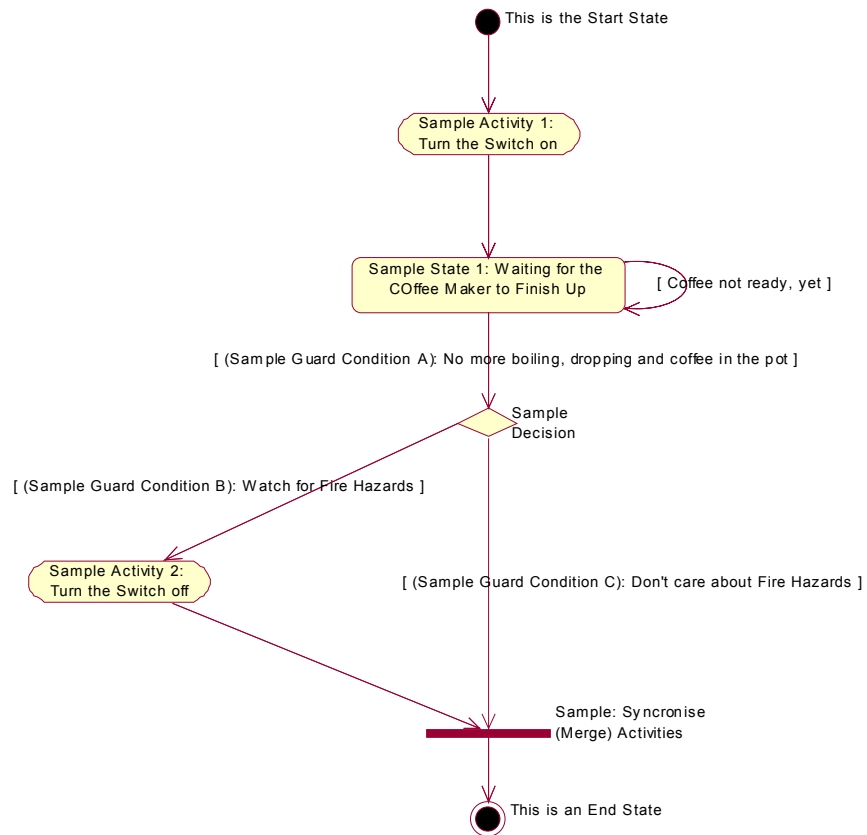 This is the Start State
Sample Activity 1:
Turn the Switch on
Sample State 1: Waiting for the
COffee Maker to Finish Up
[ Coffee not ready, yet ]
[ (Sample Guard Condition A): No more boiling, dropping and coffee in the pot ]
Sample
Decision
[ (Sample Guard Condition B): Watch for Fire Hazards ]
Sample Activity 2:
Turn the Switch off
[ (Sample Guard Condition C): Don't care about Fire Hazards ]
Sample: Syncronise
(Merge) Activities
This is an End State